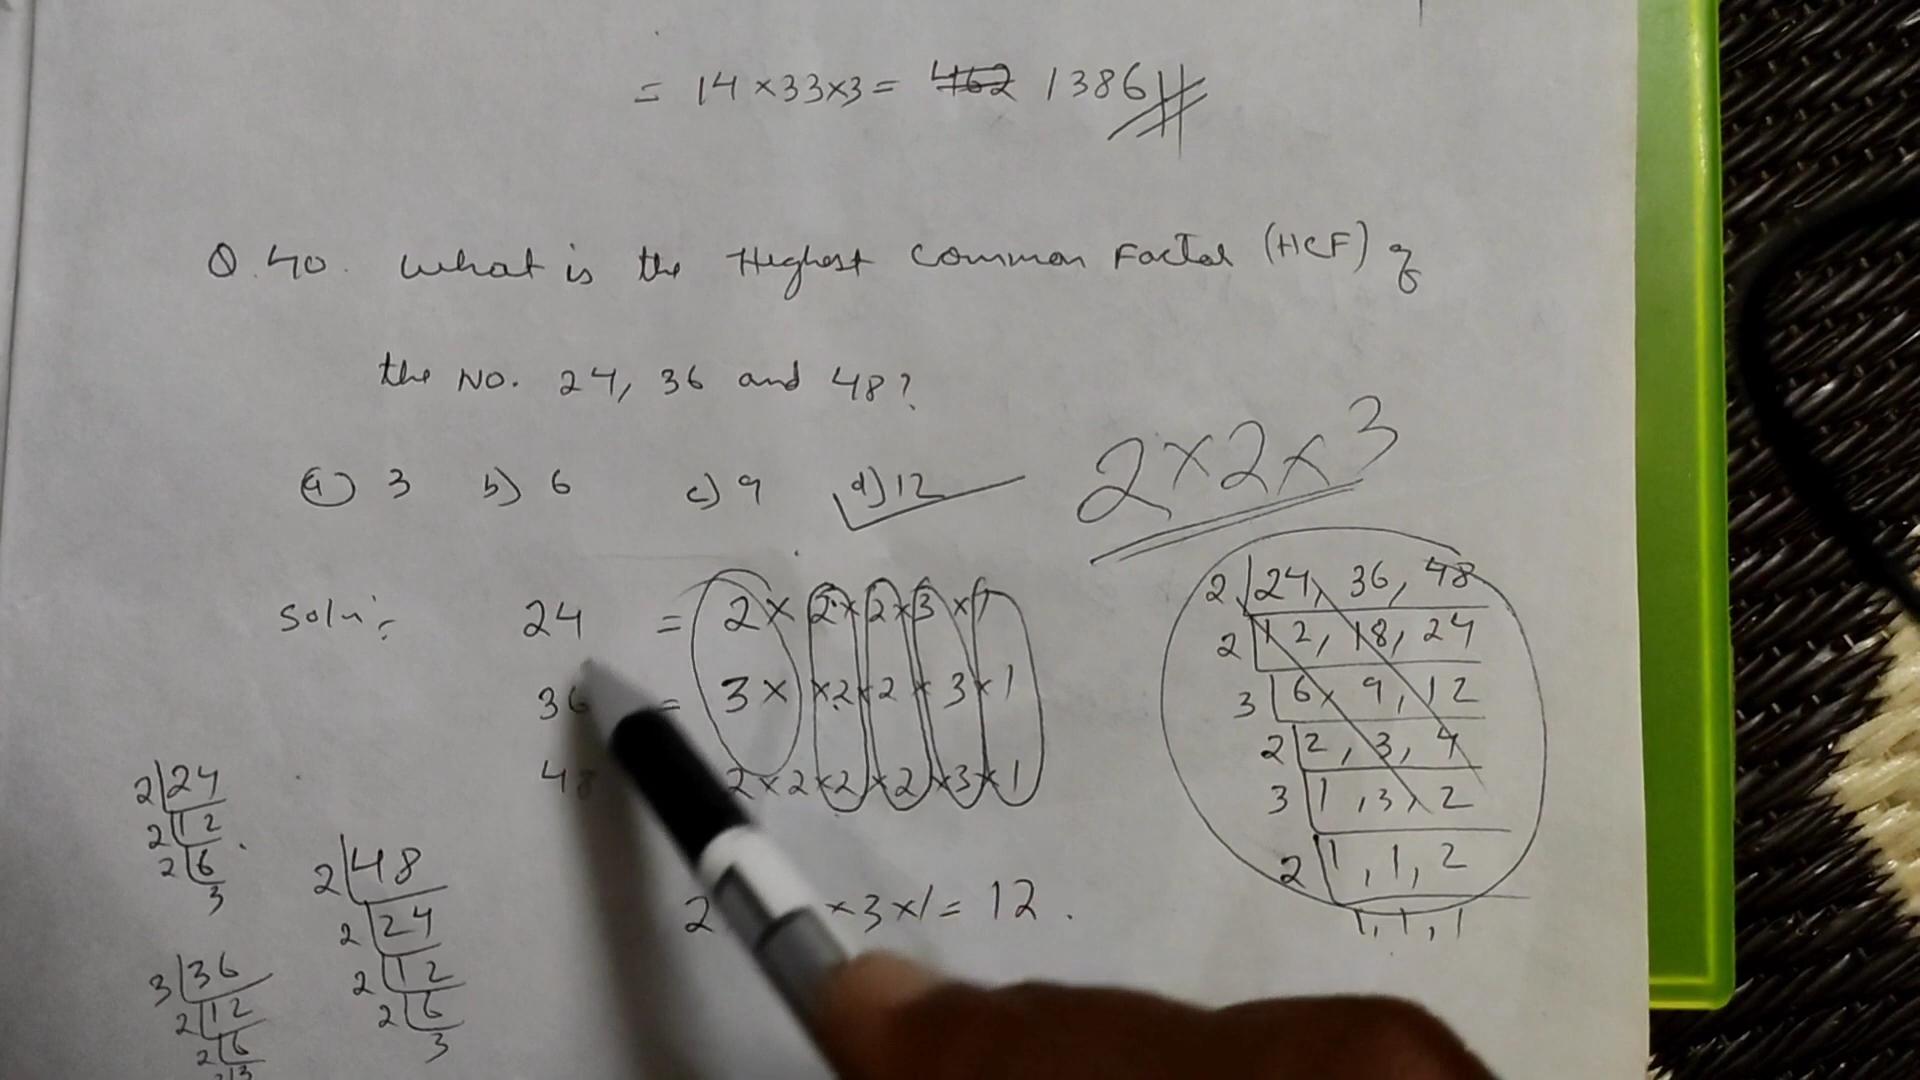 = 14 x 33 x 3 = 462 1386
Q.40. What is the Highest Common Factor (HCF) of
the No. 24, 36 and 48?
a) 3 b) 6 c) 9 d) 12
2 x 2 x 3
Soln:
24 = 2 x 2 x 2 x 3 x 1
36 = 3 x x 2 x 2 x 3 x 1
48 2 x 2 x 2 x 2 x 3 x 1
2 x 3 x 1 = 12.
2 | 24, 36, 48
2 | 12, 18, 24
3 | 6, 9, 12
2 | 2, 3, 4
3 | 1, 3, 2
2 | 1, 1, 2
1, 1, 1
2 | 24
2 | 12
2 | 6
3
2 | 48
2 | 24
2 | 12
2 | 6
3
3 | 36
2 | 12
2 | 6
3